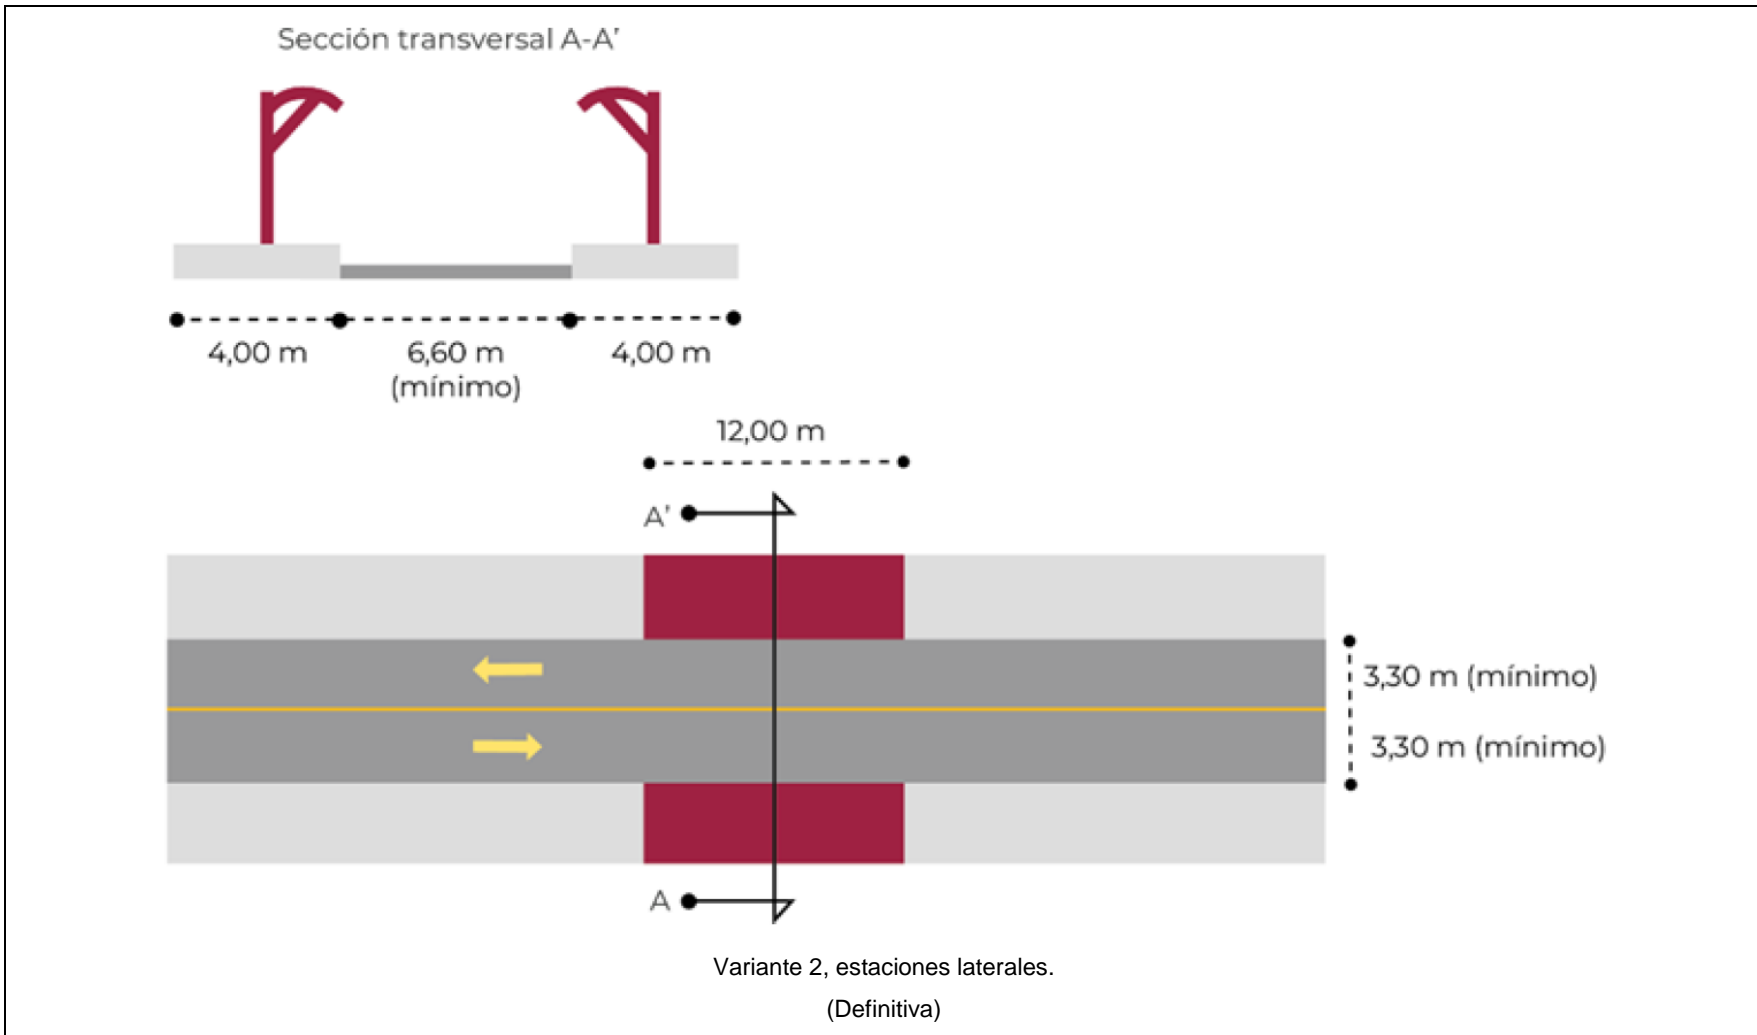 Sección transversal A-A’
4,00 m
6,60 m
(mínimo)
4,00 m
12,00 m
A’
3,30 m (mínimo)
3,30 m (mínimo)
A
Variante 2, estaciones laterales.
(Definitiva)